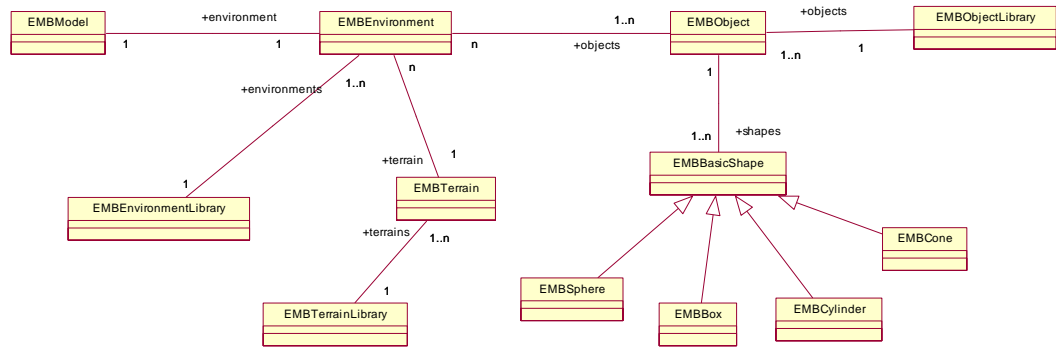 +environment
+objects
EMBModel
EMBEnvironment
1..n
EMBObject
EMBObjectLibrary
1
1
n
+objects
1..n
1
+environments
1..n
n
1
1..n
+shapes
+terrain
1
EMBBasicShape
1
EMBTerrain
EMBEnvironmentLibrary
+terrains
1..n
EMBCone
EMBSphere
1
EMBTerrainLibrary
EMBBox
EMBCylinder